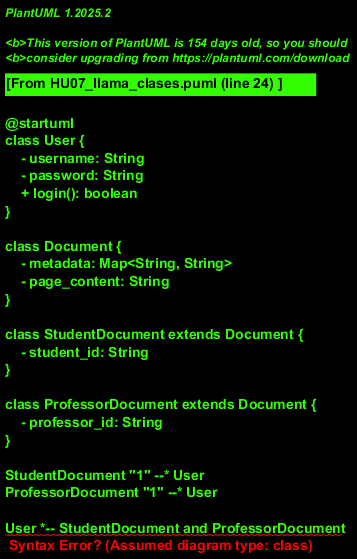 PlantUML 1.2025.2
<b>This version of PlantUML is 154 days old, so you should
<b>consider upgrading from https://plantuml.com/download
[From HU07_llama_clases.puml (line 24) ]
@startuml
class User {
- username: String
- password: String
+ login(): boolean
}
class Document {
- metadata: Map<String, String>
- page_content: String
}
class StudentDocument extends Document {
- student_id: String
}
class ProfessorDocument extends Document {
- professor_id: String
}
StudentDocument "1" --* User
ProfessorDocument "1" --* User
User *-- StudentDocument and ProfessorDocument
Syntax Error? (Assumed diagram type: class)